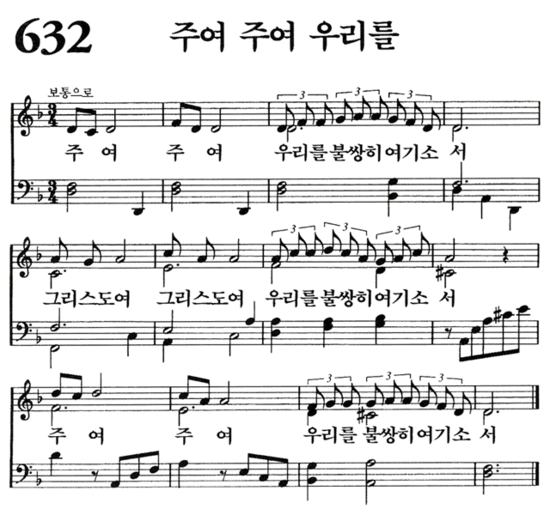 632 주여 주여 우리를
보통으로
3 3 3
주 여 주 여 우리를불쌍히여기소 서
3 3 3
그리스도여 그리스도여 우리를불쌍히여기소 서
3 3 3
주 여 주 여 우리를 불쌍히여기소 서